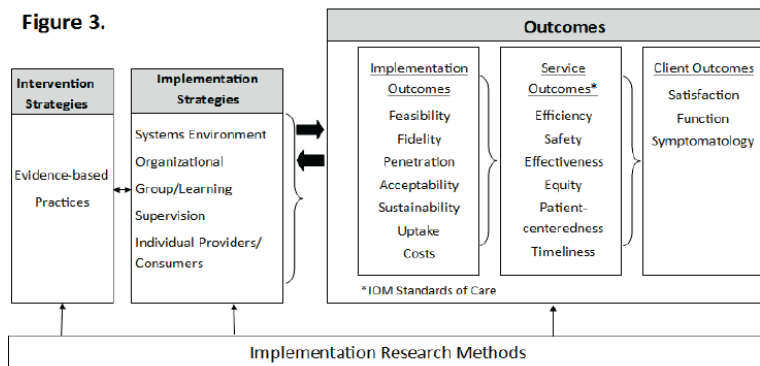 Figure 3.
Outcomes
Intervention
Strategies
Evidence-based
Practices
Implementation
Strategies
Systems Environment
Organizational
Group/Learning
Supervision
Individual Providers/
Consumers
Implementation
Outcomes
Feasibility
Fidelity
Penetration
Acceptability
Sustainability
Uptake
Costs
Service
Outcomes*
Efficiency
Safety
Effectiveness
Equity
Patient-
centeredness
Timeliness
Client Outcomes
Satisfaction
Function
Symptomatology
*IOM Standards of Care
Implementation Research Methods